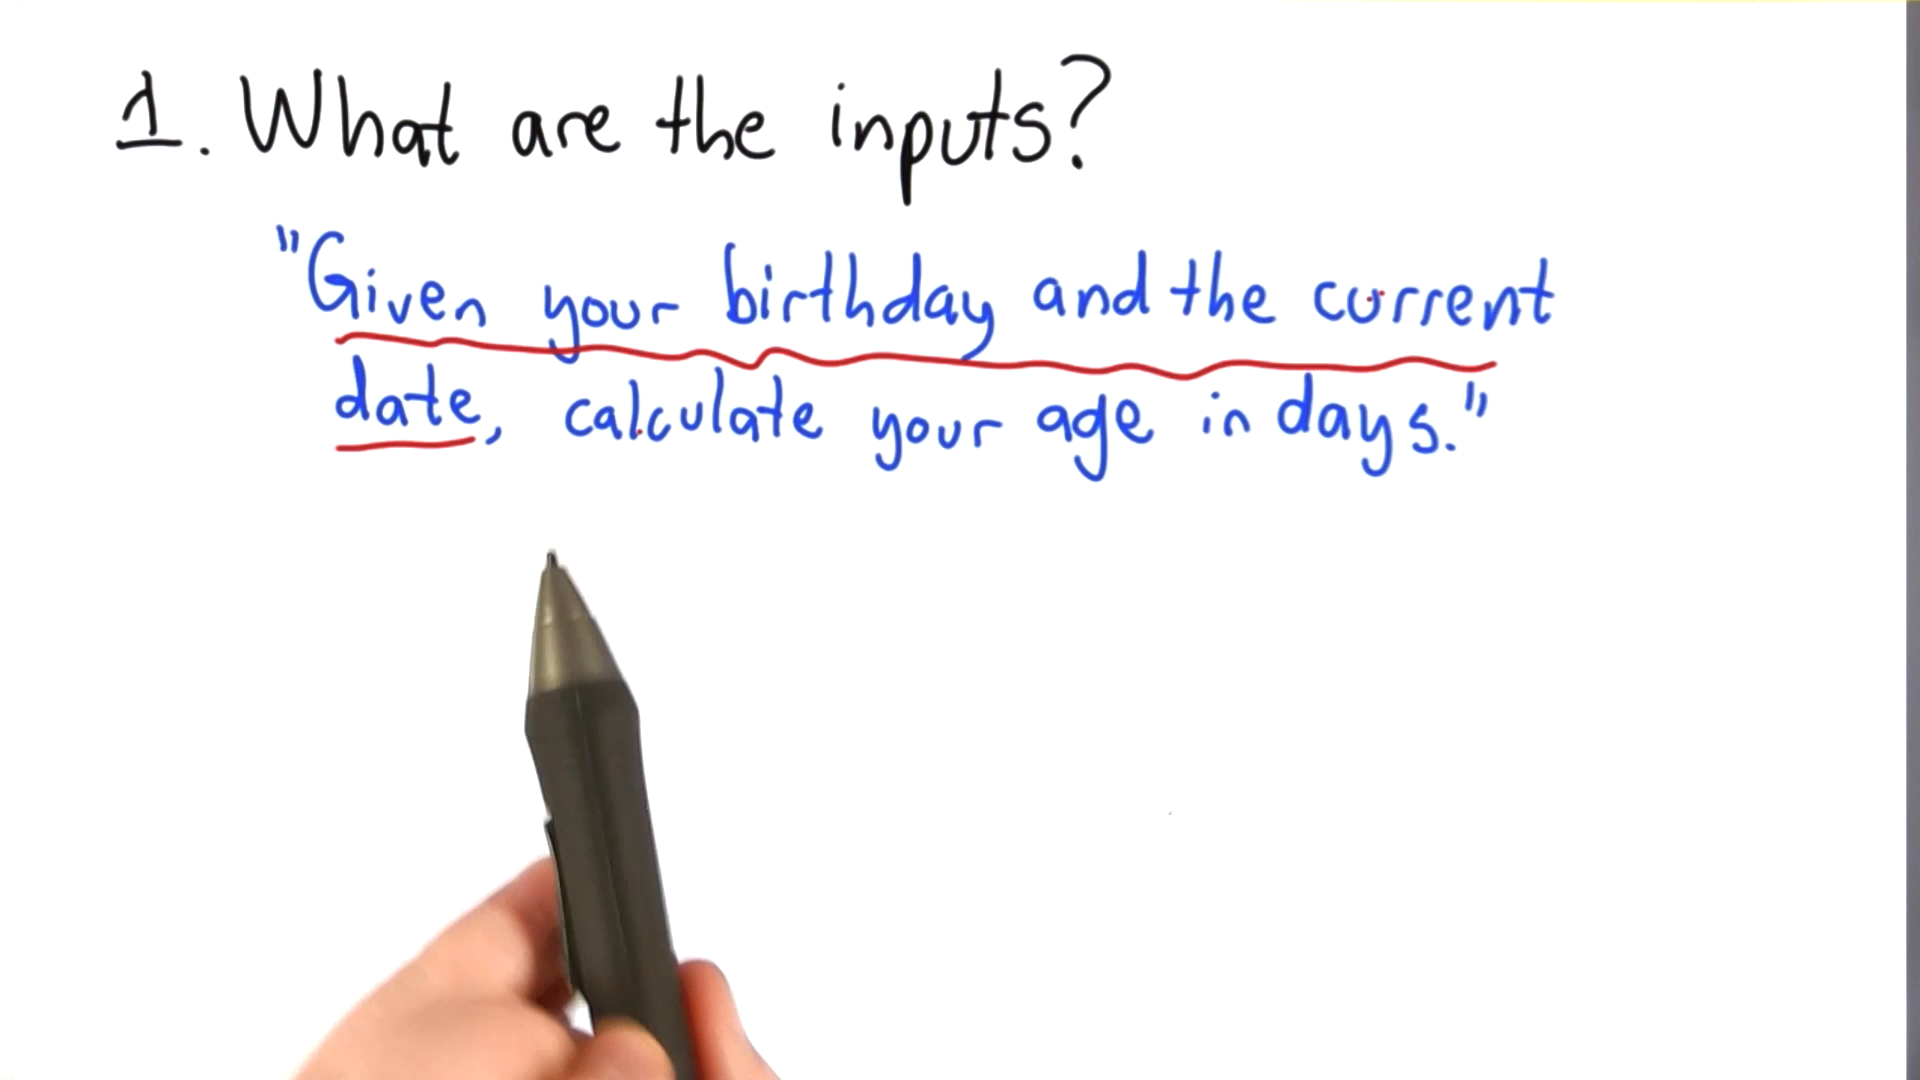 1. What are the inputs?
"Given your birthday and the current
date, calculate your age in days."